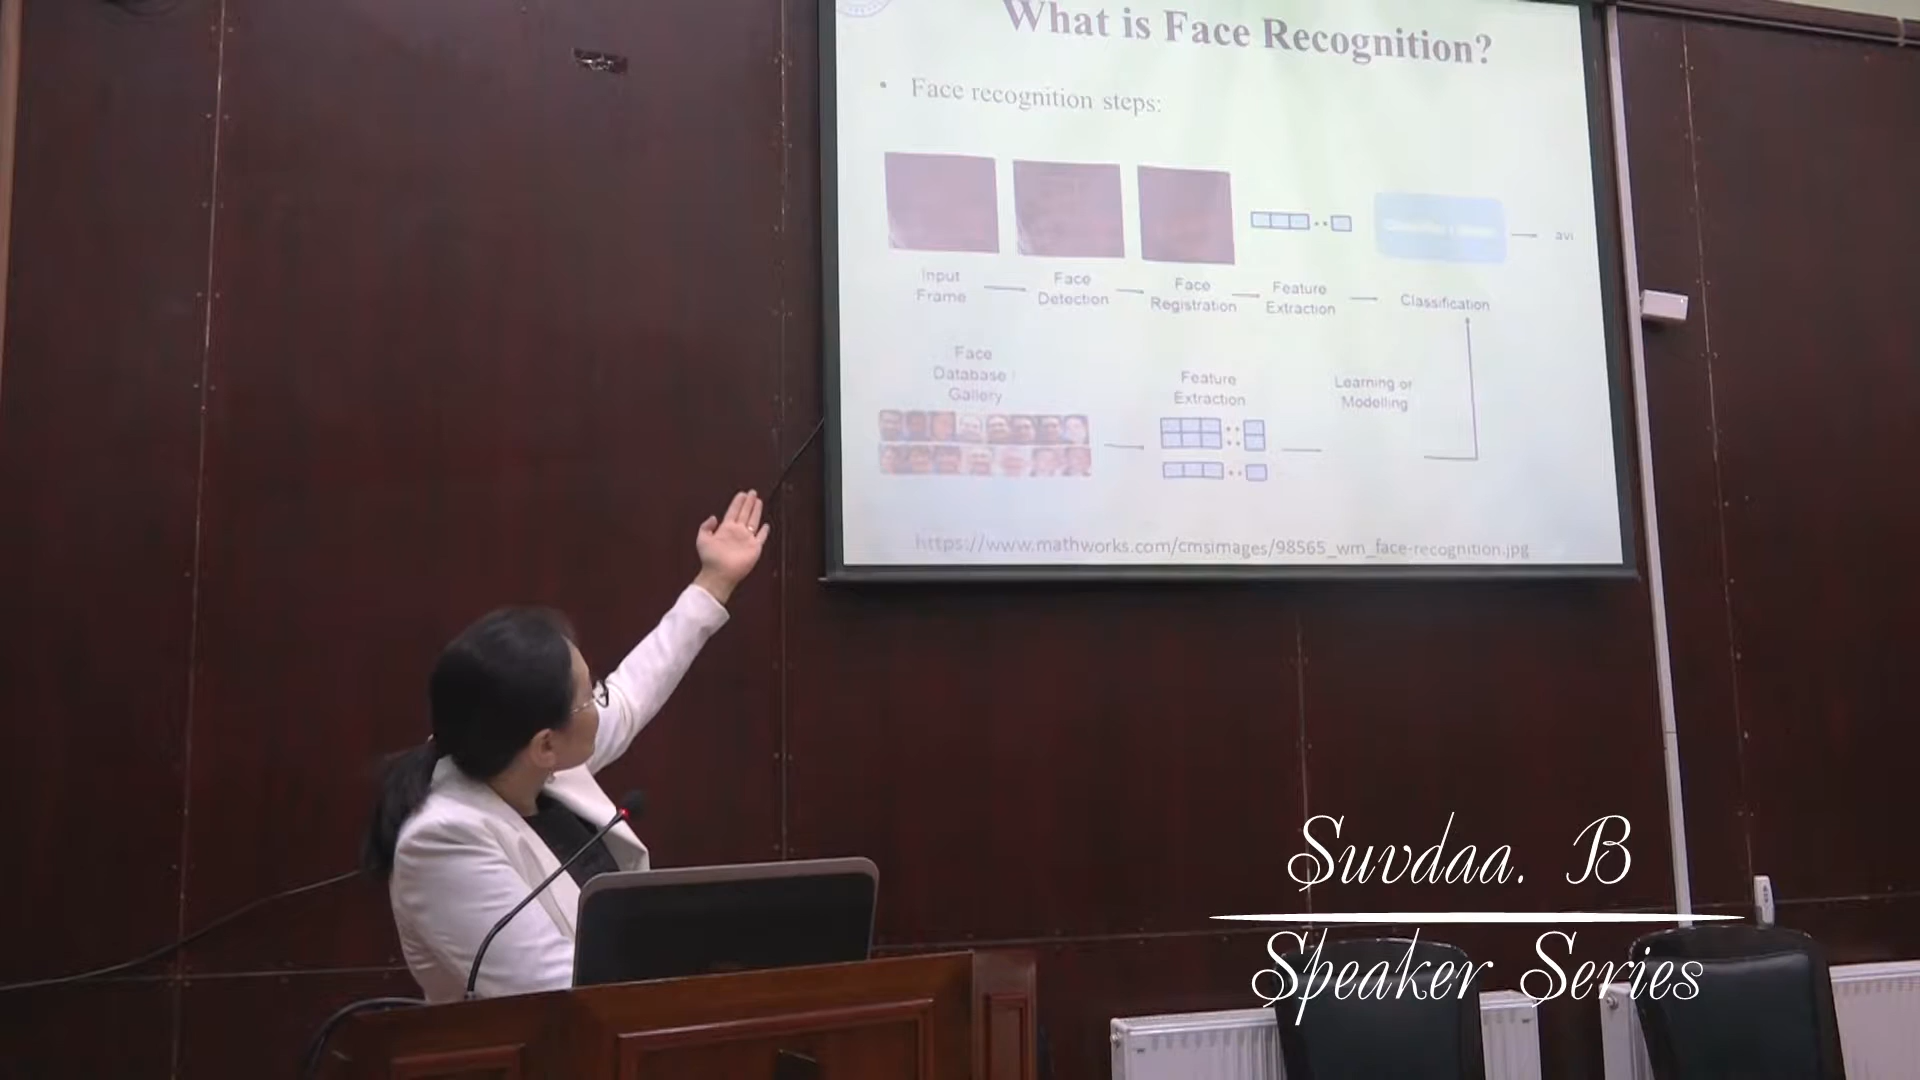 What is Face Recognition?
• Face recognition steps:
avi
Input
Frame
Face
Detection
Face
Registration
Feature
Extraction
Classification
Face
Database /
Gallery
Feature
Extraction
Learning or
Modelling
https://www.mathworks.com/cmsimages/98565_wm_face-recognition.jpg
Suvdaa. B
Speaker Series